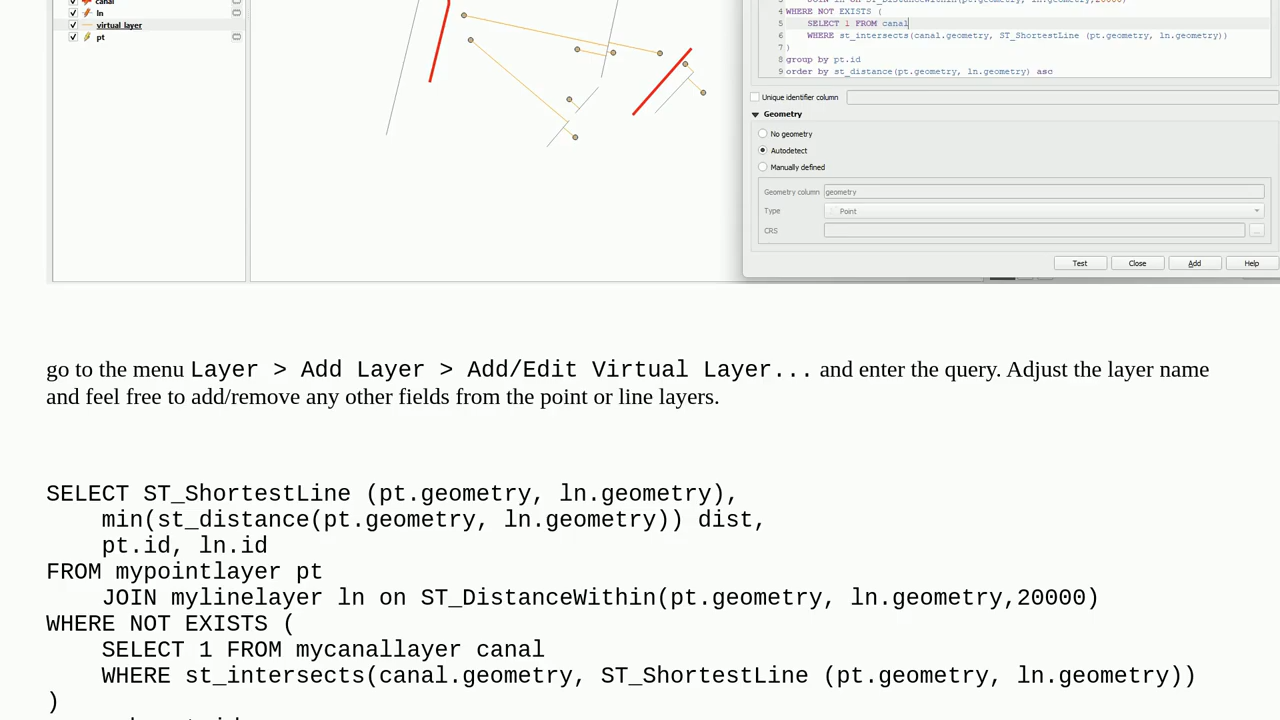 canal
ln
virtual_layer
pt
3 JOIN ln on ST_DistanceWithin(pt.geometry, ln.geometry,20000)
4 WHERE NOT EXISTS (
5 SELECT 1 FROM canal
6 WHERE st_intersects(canal.geometry, ST_ShortestLine (pt.geometry, ln.geometry))
7 )
8 group by pt.id
9 order by st_distance(pt.geometry, ln.geometry) asc
Unique identifier column
Geometry
No geometry
Autodetect
Manually defined
Geometry column geometry
Type Point
CRS ...
Test Close Add Help
go to the menu Layer > Add Layer > Add/Edit Virtual Layer... and enter the query. Adjust the layer name
and feel free to add/remove any other fields from the point or line layers.
SELECT ST_ShortestLine (pt.geometry, ln.geometry),
min(st_distance(pt.geometry, ln.geometry)) dist,
pt.id, ln.id
FROM mypointlayer pt
JOIN mylinelayer ln on ST_DistanceWithin(pt.geometry, ln.geometry,20000)
WHERE NOT EXISTS (
SELECT 1 FROM mycanallayer canal
WHERE st_intersects(canal.geometry, ST_ShortestLine (pt.geometry, ln.geometry))
)